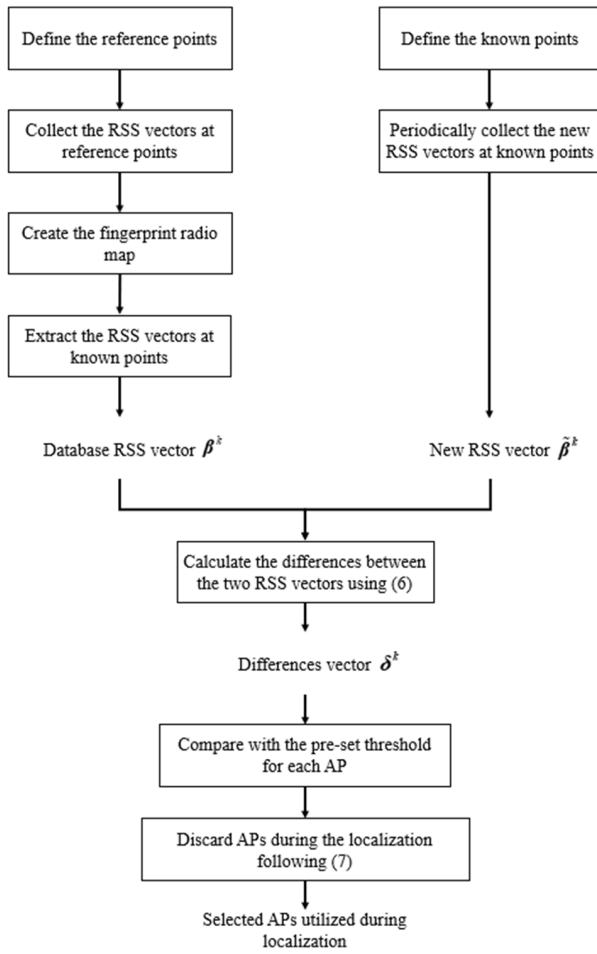 Define the reference points
Define the known points
Collect the RSS vectors at
reference points
Periodically collect the new
RSS vectors at known points
Create the fingerprint radio
map
Extract the RSS vectors at
known points
Database RSS vector βᵏ
New RSS vector β̃ᵏ
Calculate the differences between
the two RSS vectors using (6)
Differences vector δᵏ
Compare with the pre-set threshold
for each AP
Discard APs during the localization
following (7)
Selected APs utilized during
localization